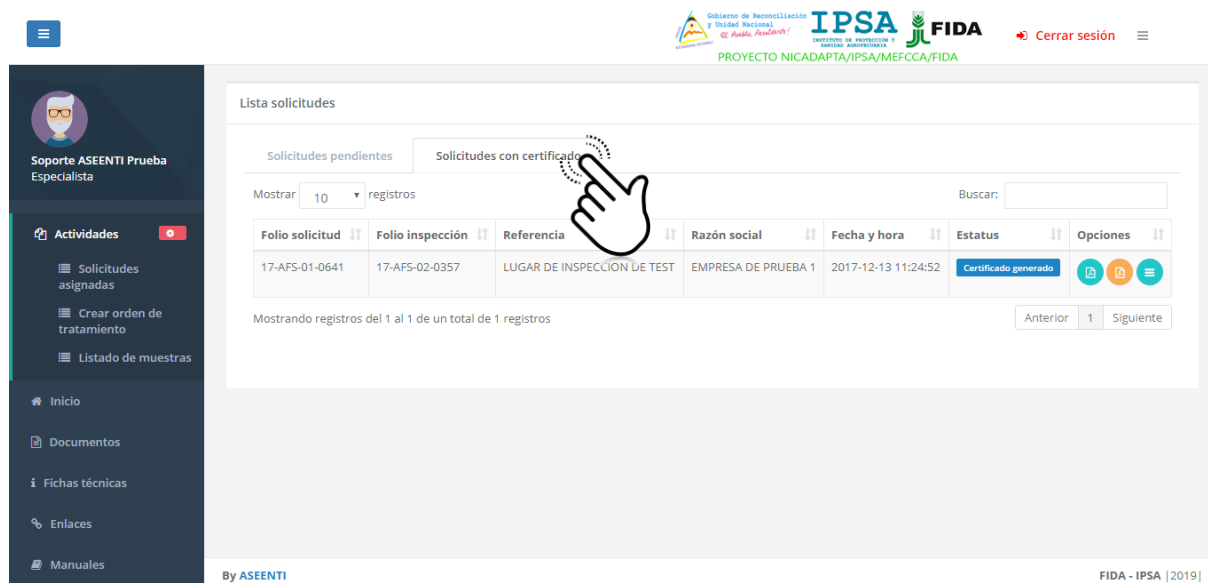 Gobierno de Reconciliación
y Unidad Nacional
El Pueblo, Presidente!
IPSA
INSTITUTO DE PROTECCIÓN Y
SANIDAD AGROPECUARIA
FIDA
PROYECTO NICADAPTA/IPSA/MEFCCA/FIDA
Cerrar sesión
Soporte ASEENTI Prueba
Especialista
Actividades
Solicitudes
asignadas
Crear orden de
tratamiento
Listado de muestras
Inicio
Documentos
Fichas técnicas
Enlaces
Manuales
Lista solicitudes
Solicitudes pendientes Solicitudes con certificado
Mostrar 10 registros Buscar:
Folio solicitud Folio inspección Referencia Razón social Fecha y hora Estatus Opciones
17-AFS-01-0641 17-AFS-02-0357 LUGAR DE INSPECCION DE TEST EMPRESA DE PRUEBA 1 2017-12-13 11:24:52 Certificado generado
Mostrando registros del 1 al 1 de un total de 1 registros Anterior 1 Siguiente
By ASEENTI FIDA - IPSA |2019|